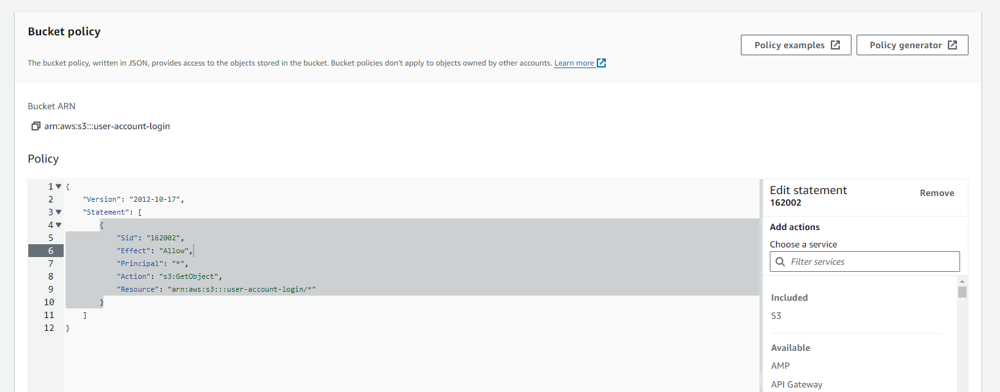 Bucket policy
Policy examples
Policy generator
The bucket policy, written in JSON, provides access to the objects stored in the bucket. Bucket policies don't apply to objects owned by other accounts. Learn more
Bucket ARN
arn:aws:s3:::user-account-login
Policy
1 {
2 "Version": "2012-10-17",
3 "Statement": [
4 {
5 "Sid": "162002",
6 "Effect": "Allow",
7 "Principal": "*",
8 "Action": "s3:GetObject",
9 "Resource": "arn:aws:s3:::user-account-login/*"
10 }
11 ]
12 }
Edit statement
Remove
162002
Add actions
Choose a service
Filter services
Included
S3
Available
AMP
API Gateway